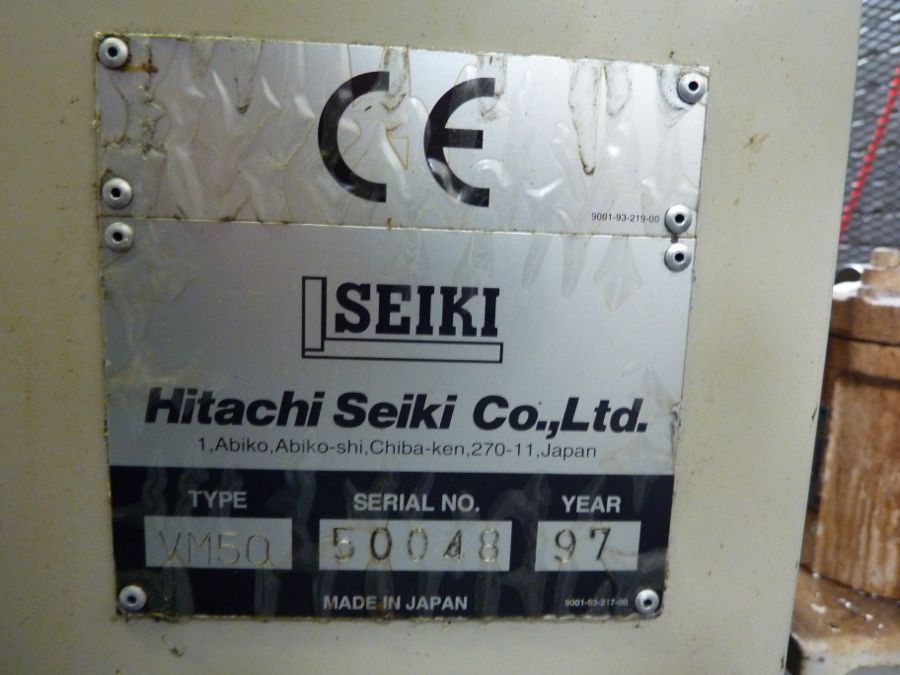 CE
9001-93-219-00
SEIKI
Hitachi Seiki Co.,Ltd.
1,Abiko,Abiko-shi,Chiba-ken,270-11,Japan
TYPE SERIAL NO. YEAR
VM50 50048 97
MADE IN JAPAN 9001-93-217-00